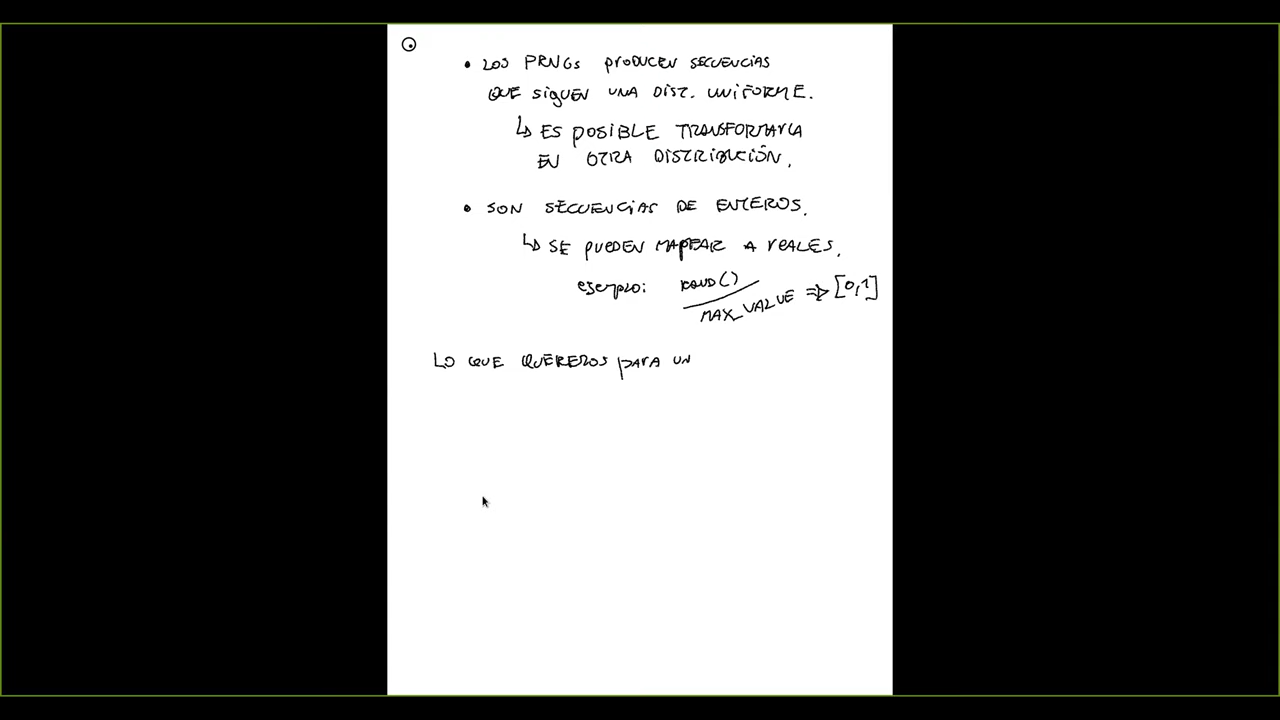 • LOS PRNGs PRODUCEN SECUENCIAS
QUE SIGUEN UNA DIST. UNIFORME.
↳ ES POSIBLE TRANSFORMARLA
EN OTRA DISTRIBUCIÓN.
• SON SECUENCIAS DE ENTEROS.
↳ SE PUEDEN MAPEAR A REALES.
ejemplo: RAND() / MAX_VALUE ⇒ [0,1]
LO QUE QUEREMOS PARA UN